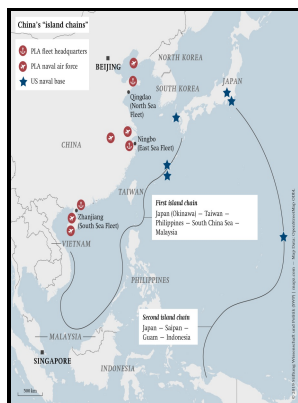 China's "island chains"
PLA fleet headquarters
PLA naval air force
US naval base
BEIJING
NORTH KOREA
SOUTH KOREA
JAPAN
Qingdao
(North Sea
Fleet)
CHINA
Ningbo
(East Sea Fleet)
TAIWAN
First island chain
Japan (Okinawa) – Taiwan –
Philippines – South China Sea –
Malaysia
Zhanjiang
(South Sea Fleet)
VIETNAM
PHILIPPINES
Second island chain
Japan – Saipan –
Guam – Indonesia
MALAYSIA
SINGAPORE
INDONESIA
500 km